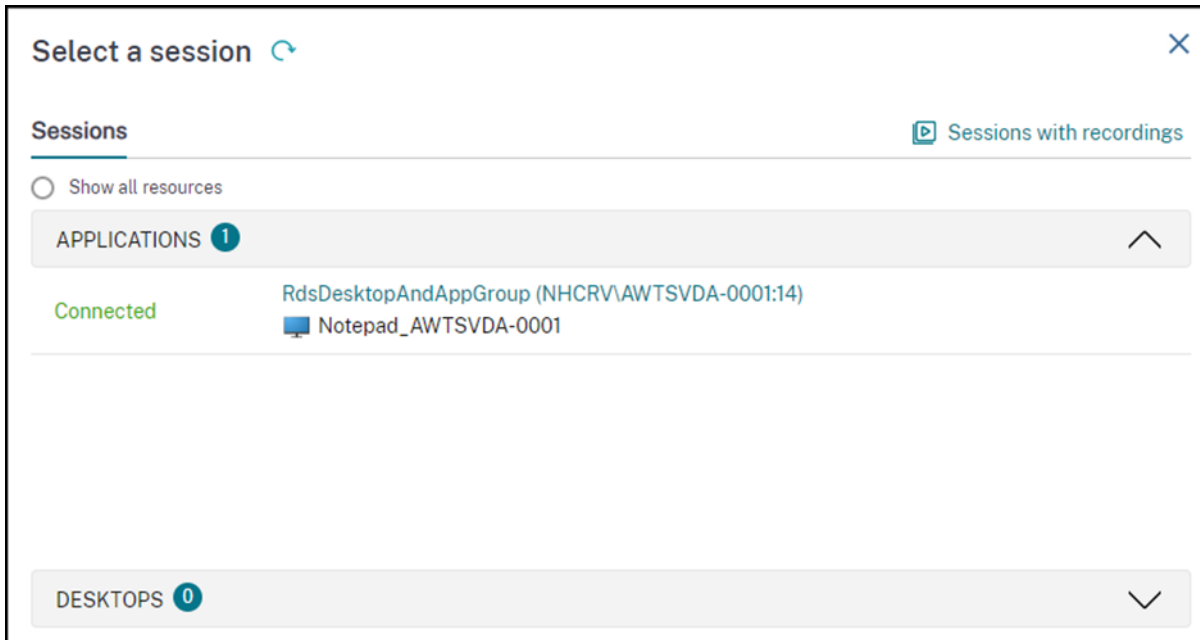 Select a session
Sessions
Sessions with recordings
Show all resources
APPLICATIONS 1
Connected
RdsDesktopAndAppGroup (NHCRV\AWTSVDA-0001:14)
Notepad_AWTSVDA-0001
DESKTOPS 0